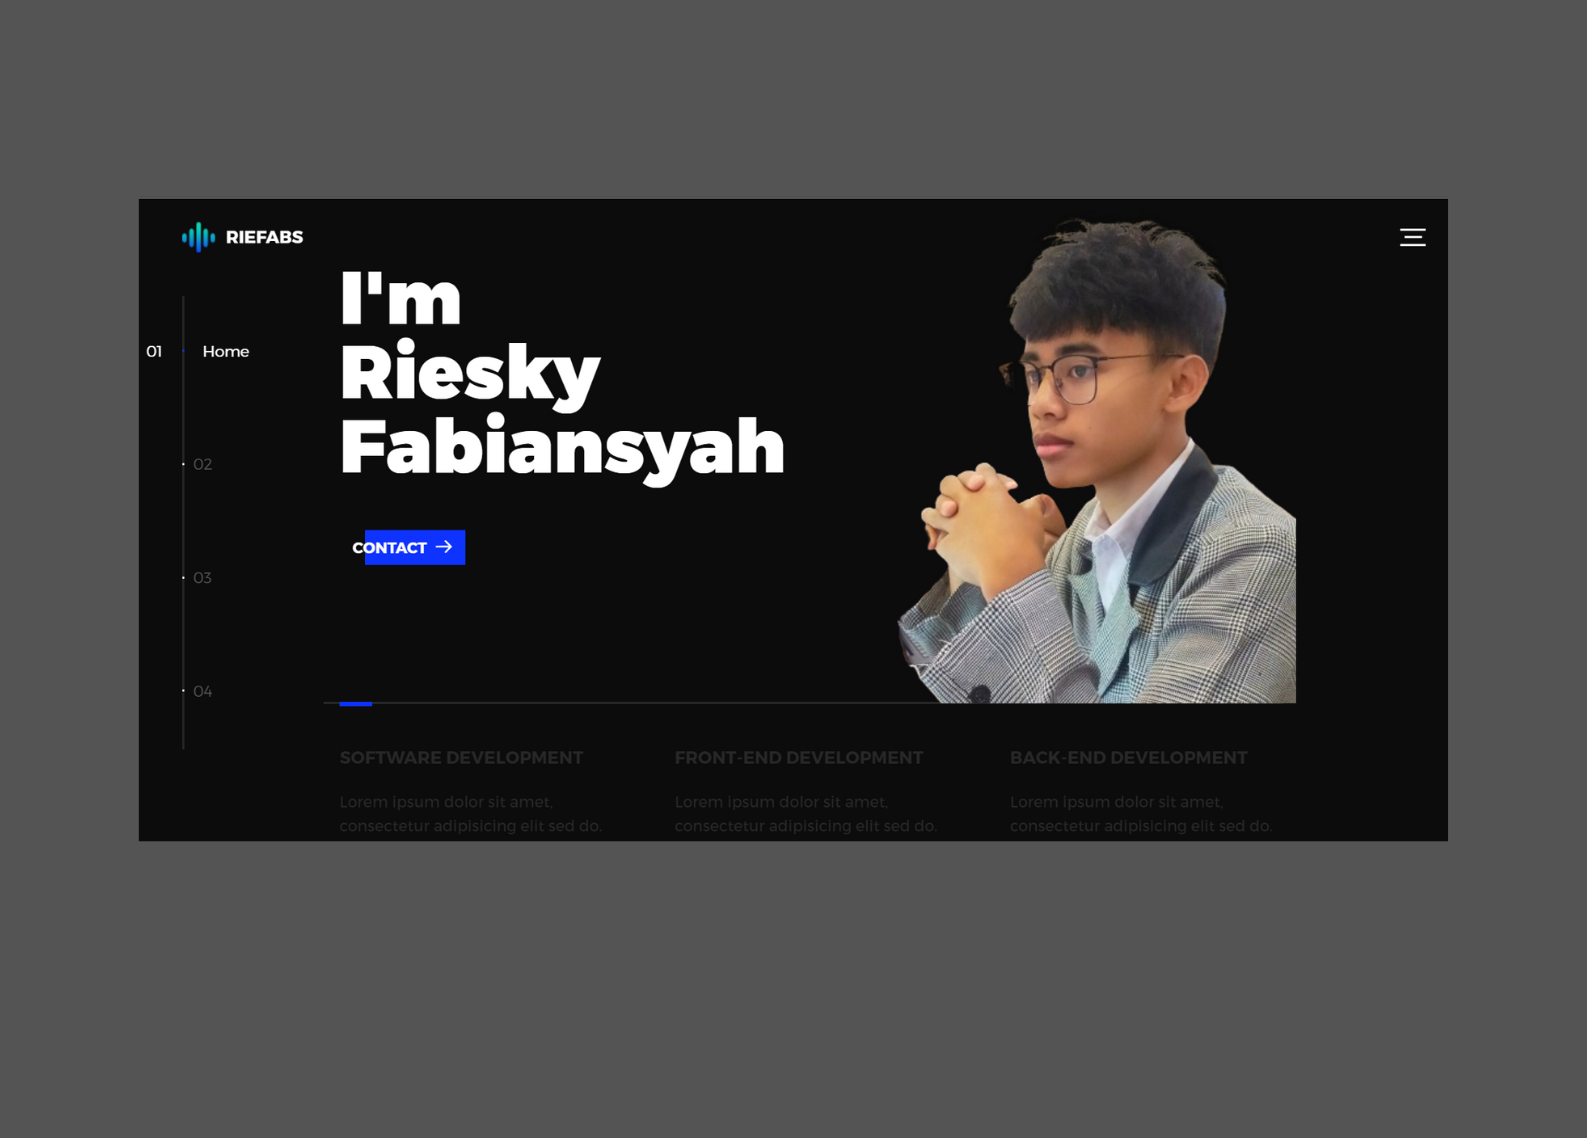 RIEFABS
I'm
Riesky
Fabiansyah
01 Home
02
CONTACT
03
04
SOFTWARE DEVELOPMENT
Lorem ipsum dolor sit amet,
consectetur adipisicing elit sed do.
FRONT-END DEVELOPMENT
Lorem ipsum dolor sit amet,
consectetur adipisicing elit sed do.
BACK-END DEVELOPMENT
Lorem ipsum dolor sit amet,
consectetur adipisicing elit sed do.